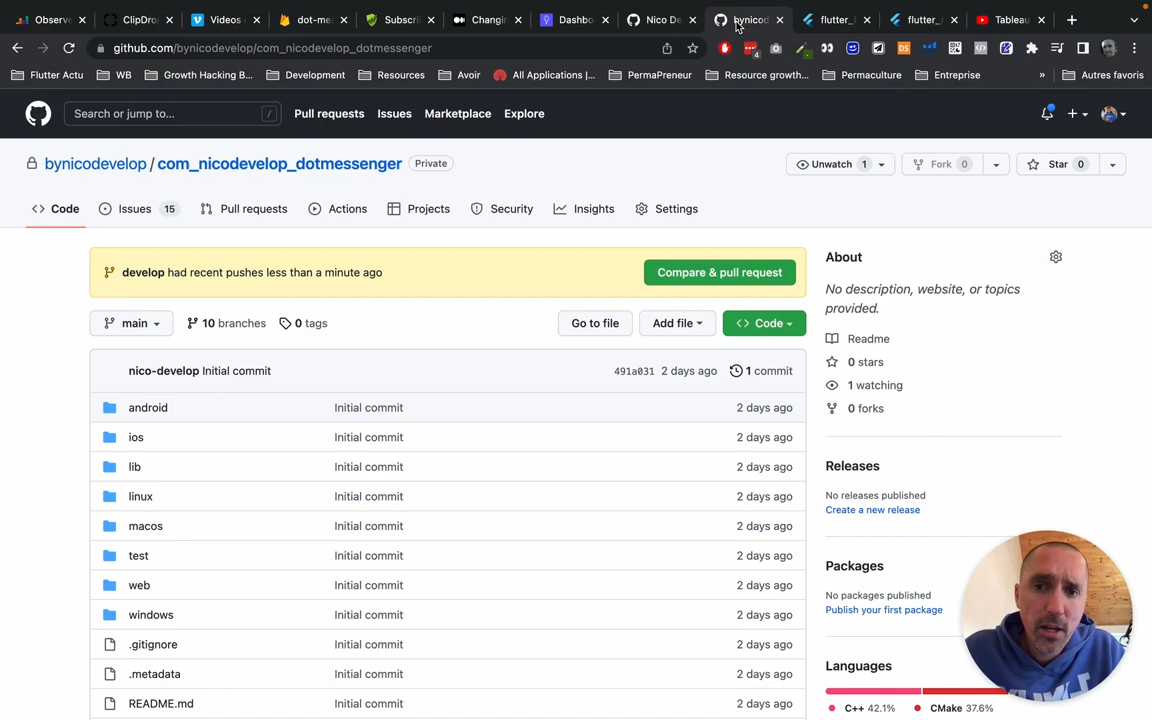 Observe ClipDrop Videos dot-mes Subscri Changin Dashbo Nico De bynicod flutter_l flutter_ Tableau
github.com/bynicodevelop/com_nicodevelop_dotmessenger
Flutter Actu WB Growth Hacking B... Development Resources Avoir All Applications |... PermaPreneur Resource growth... Permaculture Entreprise » Autres favoris
Search or jump to... / Pull requests Issues Marketplace Explore
bynicodevelop / com_nicodevelop_dotmessenger Private Unwatch 1 Fork 0 Star 0
Code Issues 15 Pull requests Actions Projects Security Insights Settings
develop had recent pushes less than a minute ago Compare & pull request
main 10 branches 0 tags Go to file Add file Code
nico-develop Initial commit 491a031 2 days ago 1 commit
android Initial commit 2 days ago
ios Initial commit 2 days ago
lib Initial commit 2 days ago
linux Initial commit 2 days ago
macos Initial commit 2 days ago
test Initial commit 2 days ago
web Initial commit 2 days ago
windows Initial commit 2 days ago
.gitignore Initial commit 2 days ago
.metadata Initial commit 2 days ago
README.md Initial commit 2 days ago
About
No description, website, or topics
provided.
Readme
0 stars
1 watching
0 forks
Releases
No releases published
Create a new release
Packages
No packages published
Publish your first package
Languages
C++ 42.1% CMake 37.6%